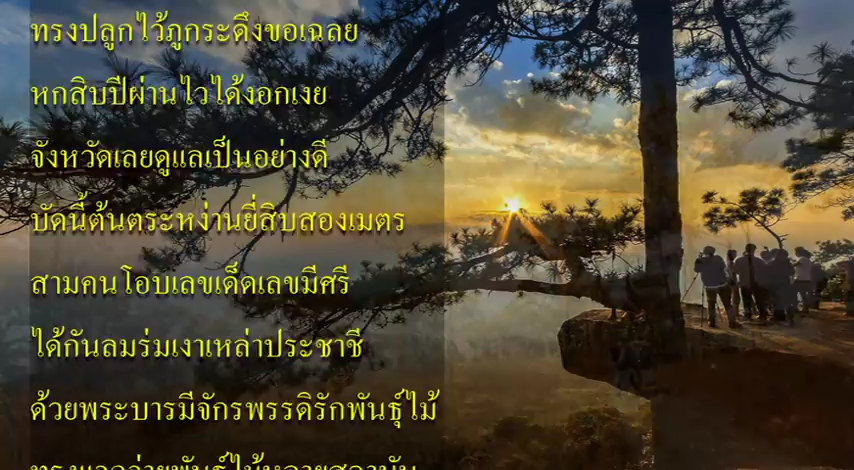 ทรงปลูกไว้ภูกระดึงขอเฉลย
หกสิบปีผ่านไวได้งอกเงย
จังหวัดเลยดูแลเป็นอย่างดี
บัดนี้ต้นตระหง่านยี่สิบสองเมตร
สามคนโอบเลขเด็ดเลขมีศรี
ได้กันลมร่มเงาเหล่าประชาชี
ด้วยพระบารมีจักรพรรดิรักพันธุ์ไม้